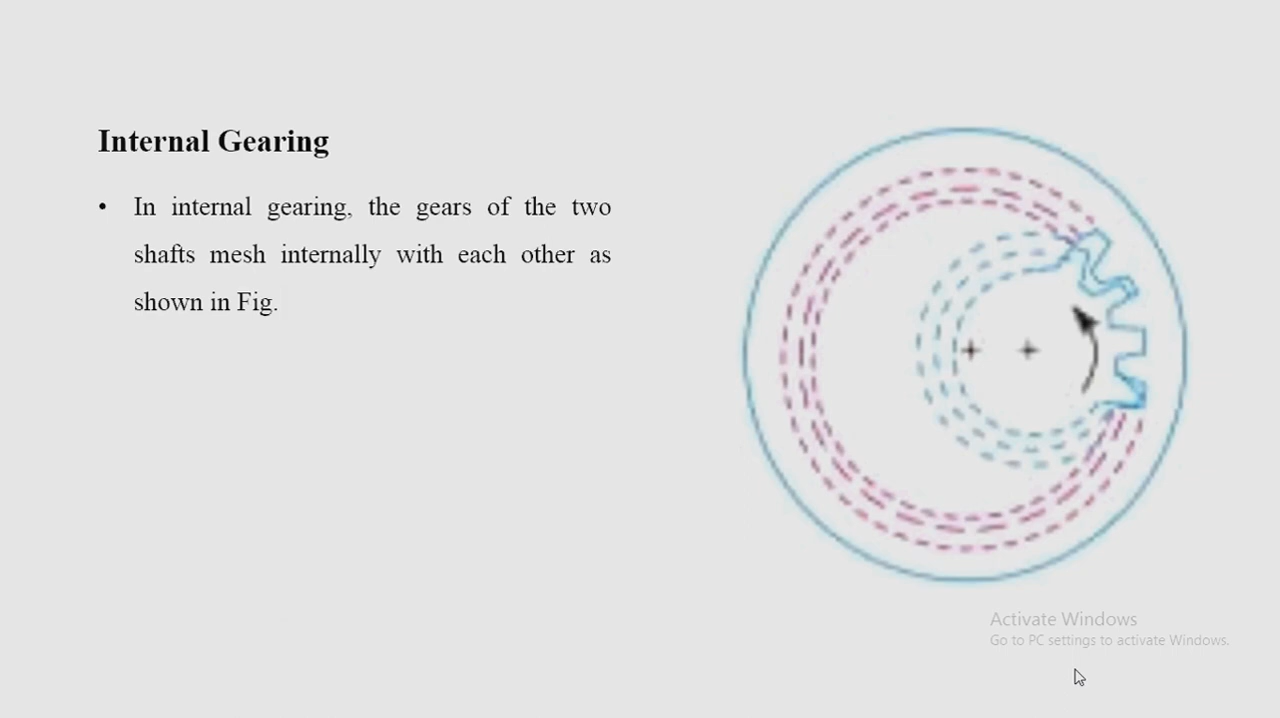 Internal Gearing
• In internal gearing, the gears of the two
shafts mesh internally with each other as
shown in Fig.
Activate Windows
Go to PC settings to activate Windows.